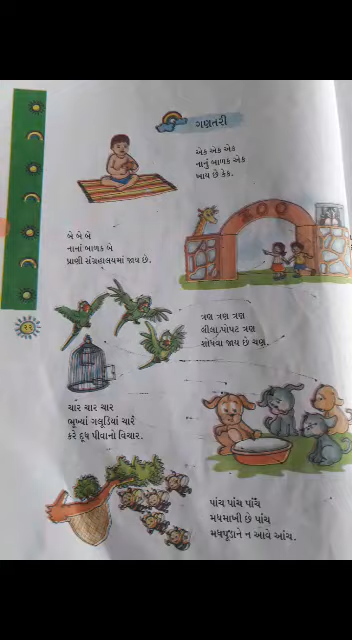 ગણતરી
એક એક એક
નાનું બાળક એક
ખાય છે કેક.
ZOO
બે બે બે
નાનાં બાળક બે
પ્રાણી સંગ્રહાલયમાં જાય છે.
ત્રણ ત્રણ ત્રણ
લીલા પોપટ ત્રણ
શોધવા જાય છે ચણ.
ચાર ચાર ચાર
ભૂખ્યાં ગલૂડિયાં ચાર
કરે દૂધ પીવાનો વિચાર.
પાંચ પાંચ પાંચ
મધમાખી છે પાંચ
મધપૂડાને ન આવે આંચ.